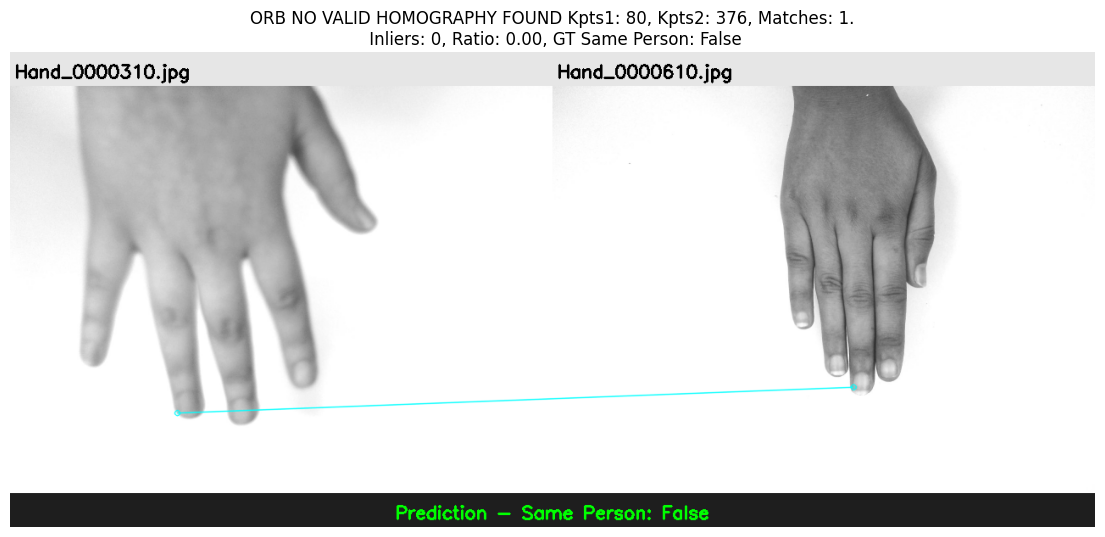 ORB NO VALID HOMOGRAPHY FOUND Kpts1: 80, Kpts2: 376, Matches: 1.
Inliers: 0, Ratio: 0.00, GT Same Person: False
Hand_0000310.jpg
Hand_0000610.jpg
Prediction - Same Person: False